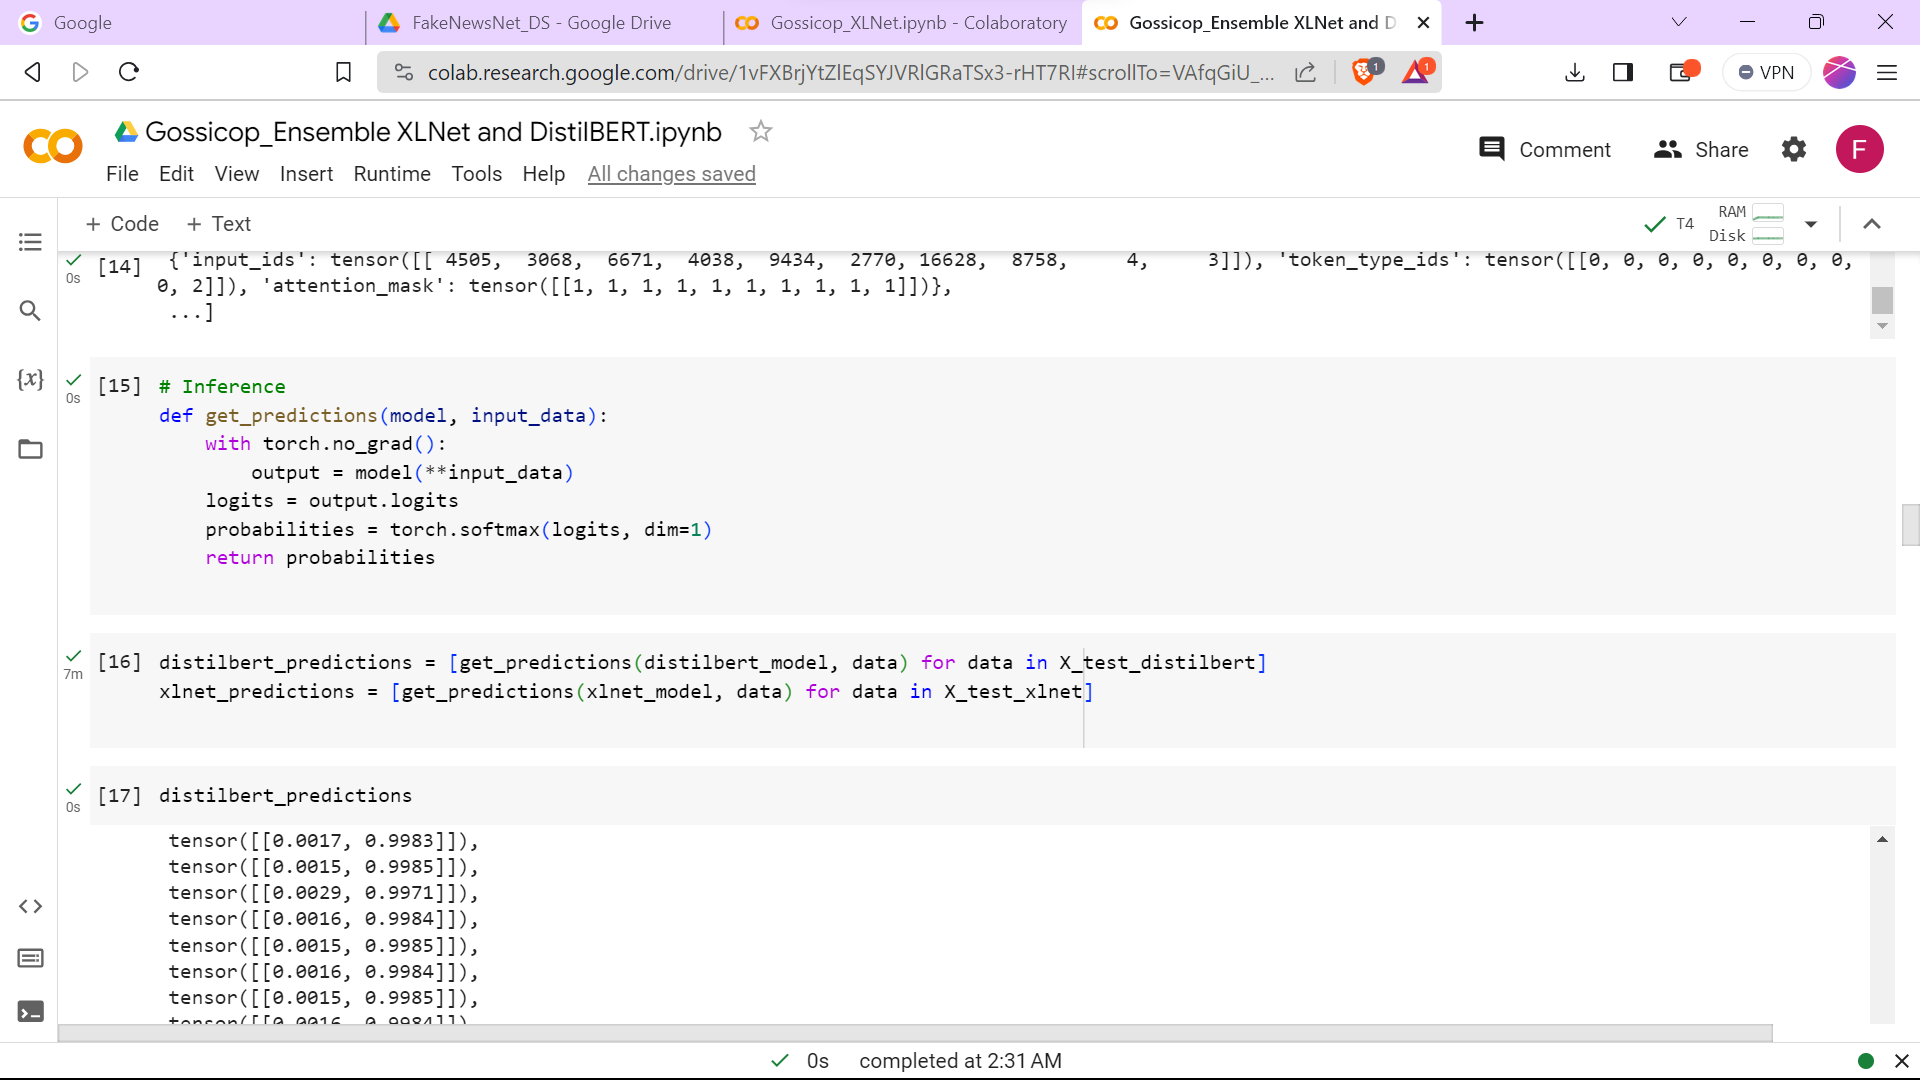 Google
FakeNewsNet_DS - Google Drive
Gossicop_XLNet.ipynb - Colaboratory
Gossicop_Ensemble XLNet and D
colab.research.google.com/drive/1vFXBrjYtZlEqSYJVRlGRaTSx3-rHT7RI#scrollTo=VAfqGiU_...
1
1
VPN
Gossicop_Ensemble XLNet and DistilBERT.ipynb
Comment
Share
F
File Edit View Insert Runtime Tools Help All changes saved
+ Code + Text
T4
RAM
Disk
0s
[14] {'input_ids': tensor([[ 4505, 3068, 6671, 4038, 9434, 2770, 16628, 8758, 4, 3]]), 'token_type_ids': tensor([[0, 0, 0, 0, 0, 0, 0, 0,
0, 2]]), 'attention_mask': tensor([[1, 1, 1, 1, 1, 1, 1, 1, 1, 1]])},
...]
{x}
0s
[15] # Inference
def get_predictions(model, input_data):
with torch.no_grad():
output = model(**input_data)
logits = output.logits
probabilities = torch.softmax(logits, dim=1)
return probabilities
7m
[16] distilbert_predictions = [get_predictions(distilbert_model, data) for data in X_test_distilbert]
xlnet_predictions = [get_predictions(xlnet_model, data) for data in X_test_xlnet]
0s
[17] distilbert_predictions
tensor([[0.0017, 0.9983]]),
tensor([[0.0015, 0.9985]]),
tensor([[0.0029, 0.9971]]),
tensor([[0.0016, 0.9984]]),
tensor([[0.0015, 0.9985]]),
tensor([[0.0016, 0.9984]]),
tensor([[0.0015, 0.9985]]),
tensor([[0.0016, 0.9984]]),
0s completed at 2:31 AM